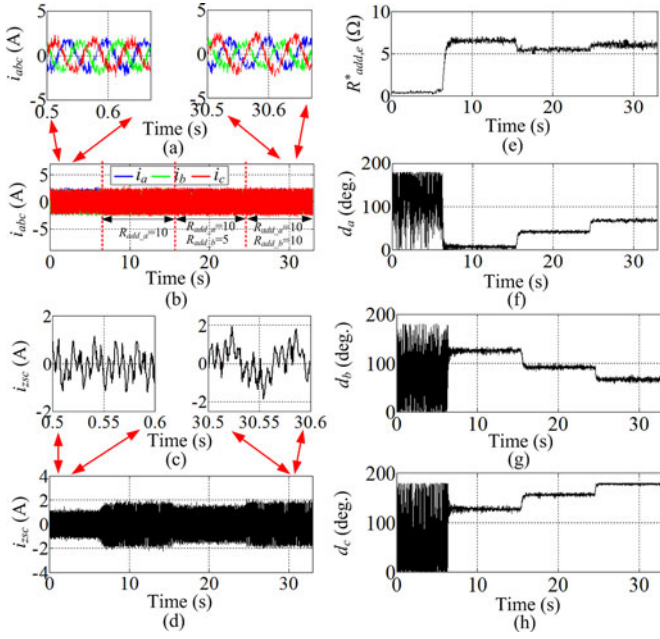 i_abc (A)
5
0
-5
0.5
0.6
30.5
30.6
Time (s)
Time (s)
(a)
i_abc (A)
5
0
-5
i_a i_b i_c
R_add_a=10
R_add_a=10
R_add_b=5
R_add_a=10
R_add_b=10
0
10
20
30
Time (s)
(b)
i_zsc (A)
2
0
-2
2
0
-2
0.5
0.55
0.6
30.5
30.55
30.6
Time (s)
Time (s)
(c)
i_zsc (A)
4
2
0
-2
-4
0
10
20
30
Time (s)
(d)
R*_add,e (Ω)
10
5
0
0
10
20
30
Time (s)
(e)
d_a (deg.)
200
100
0
0
10
20
30
Time (s)
(f)
d_b (deg.)
200
100
0
0
10
20
30
Time (s)
(g)
d_c (deg.)
200
100
0
0
10
20
30
Time (s)
(h)